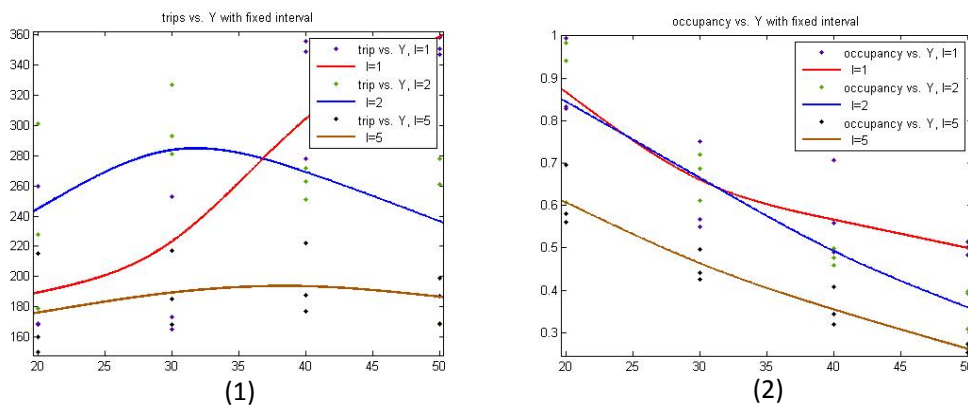 trips vs. Y with fixed interval
360
340
320
300
280
260
240
220
200
180
160
20 25 30 35 40 45 50
trip vs. Y, I=1
I=1
trip vs. Y, I=2
I=2
trip vs. Y, I=5
I=5
(1)
occupancy vs. Y with fixed interval
1
0.9
0.8
0.7
0.6
0.5
0.4
0.3
20 25 30 35 40 45 50
occupancy vs. Y, I=1
I=1
occupancy vs. Y, I=2
I=2
occupancy vs. Y, I=5
I=5
(2)